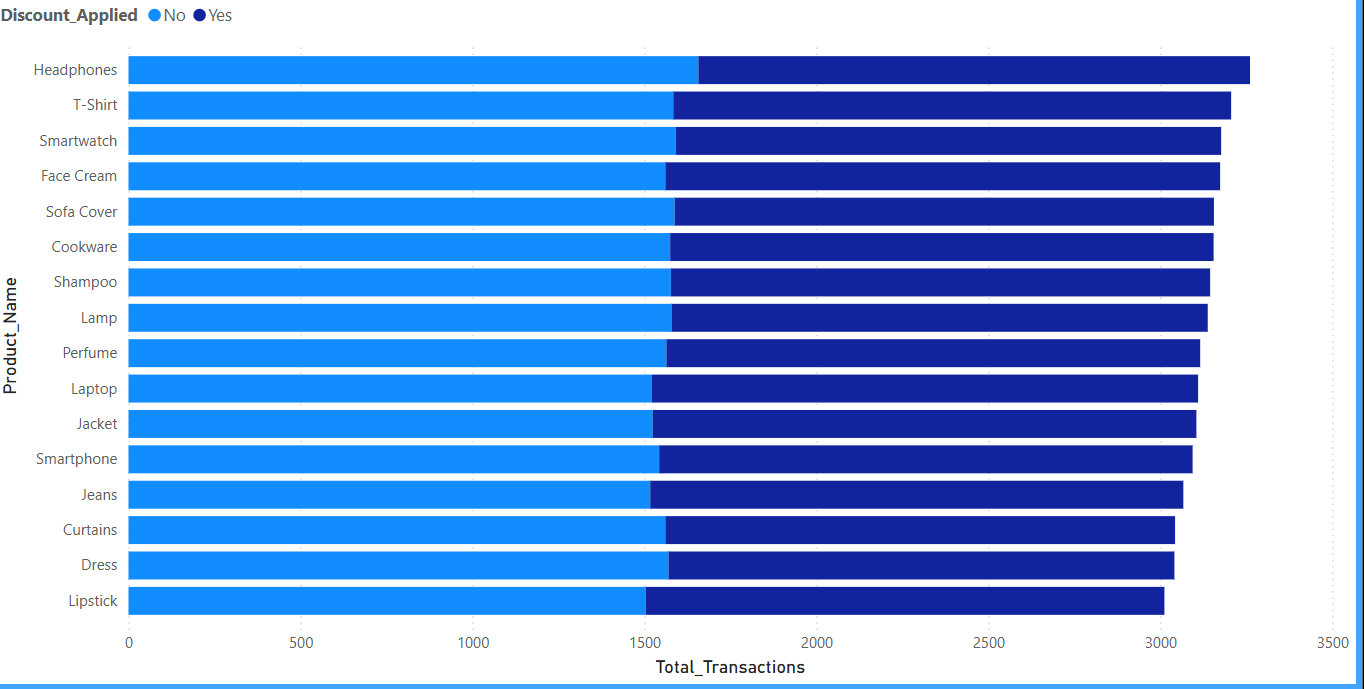 Discount_Applied No Yes
Headphones
T-Shirt
Smartwatch
Face Cream
Sofa Cover
Cookware
Shampoo
Lamp
Perfume
Laptop
Jacket
Smartphone
Jeans
Curtains
Dress
Lipstick
Product_Name
0 500 1000 1500 2000 2500 3000 3500
Total_Transactions